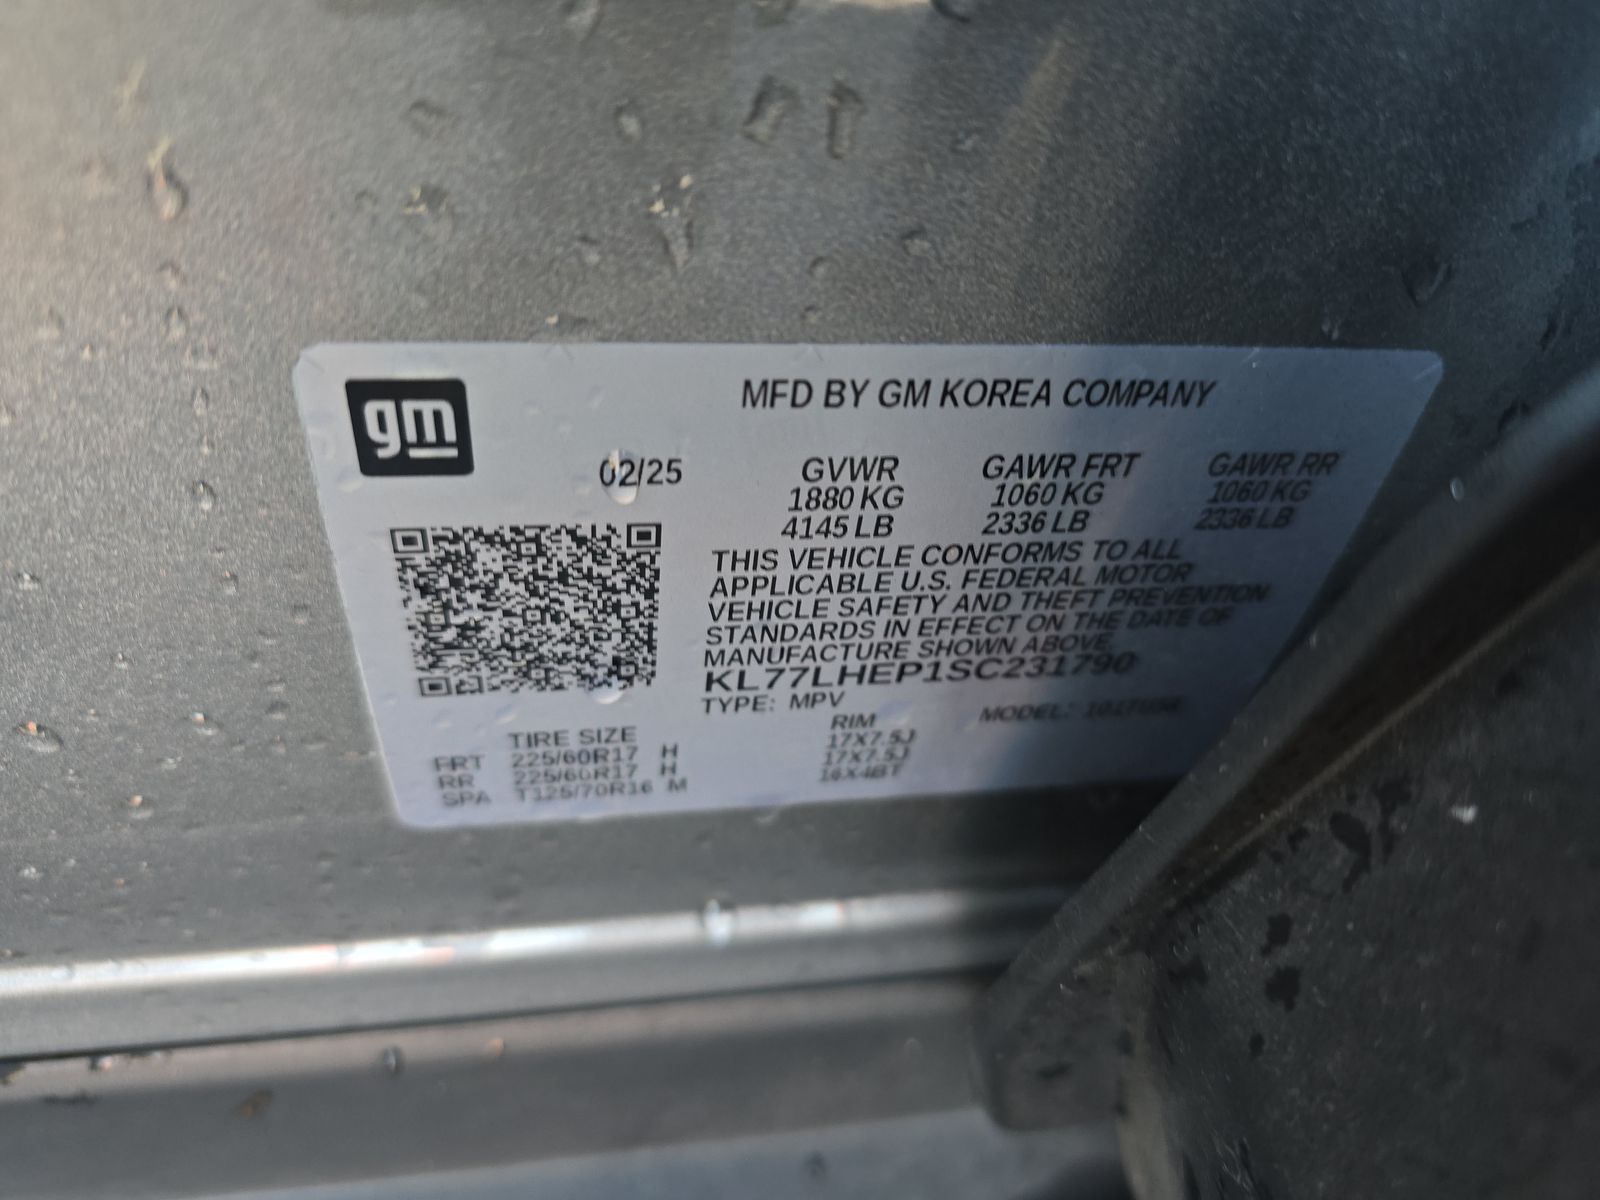 gm
MFD BY GM KOREA COMPANY
02/25
GVWR GAWR FRT GAWR RR
1880 KG 1060 KG 1060 KG
4145 LB 2336 LB 2336 LB
THIS VEHICLE CONFORMS TO ALL
APPLICABLE U.S. FEDERAL MOTOR
VEHICLE SAFETY AND THEFT PREVENTION
STANDARDS IN EFFECT ON THE DATE OF
MANUFACTURE SHOWN ABOVE.
KL77LHEP1SC231790
TYPE: MPV MODEL:
TIRE SIZE RIM
FRT 225/60R17 H 17X7.5J
RR 225/60R17 H 17X7.5J
SPA T125/70R16 M 16X4BT